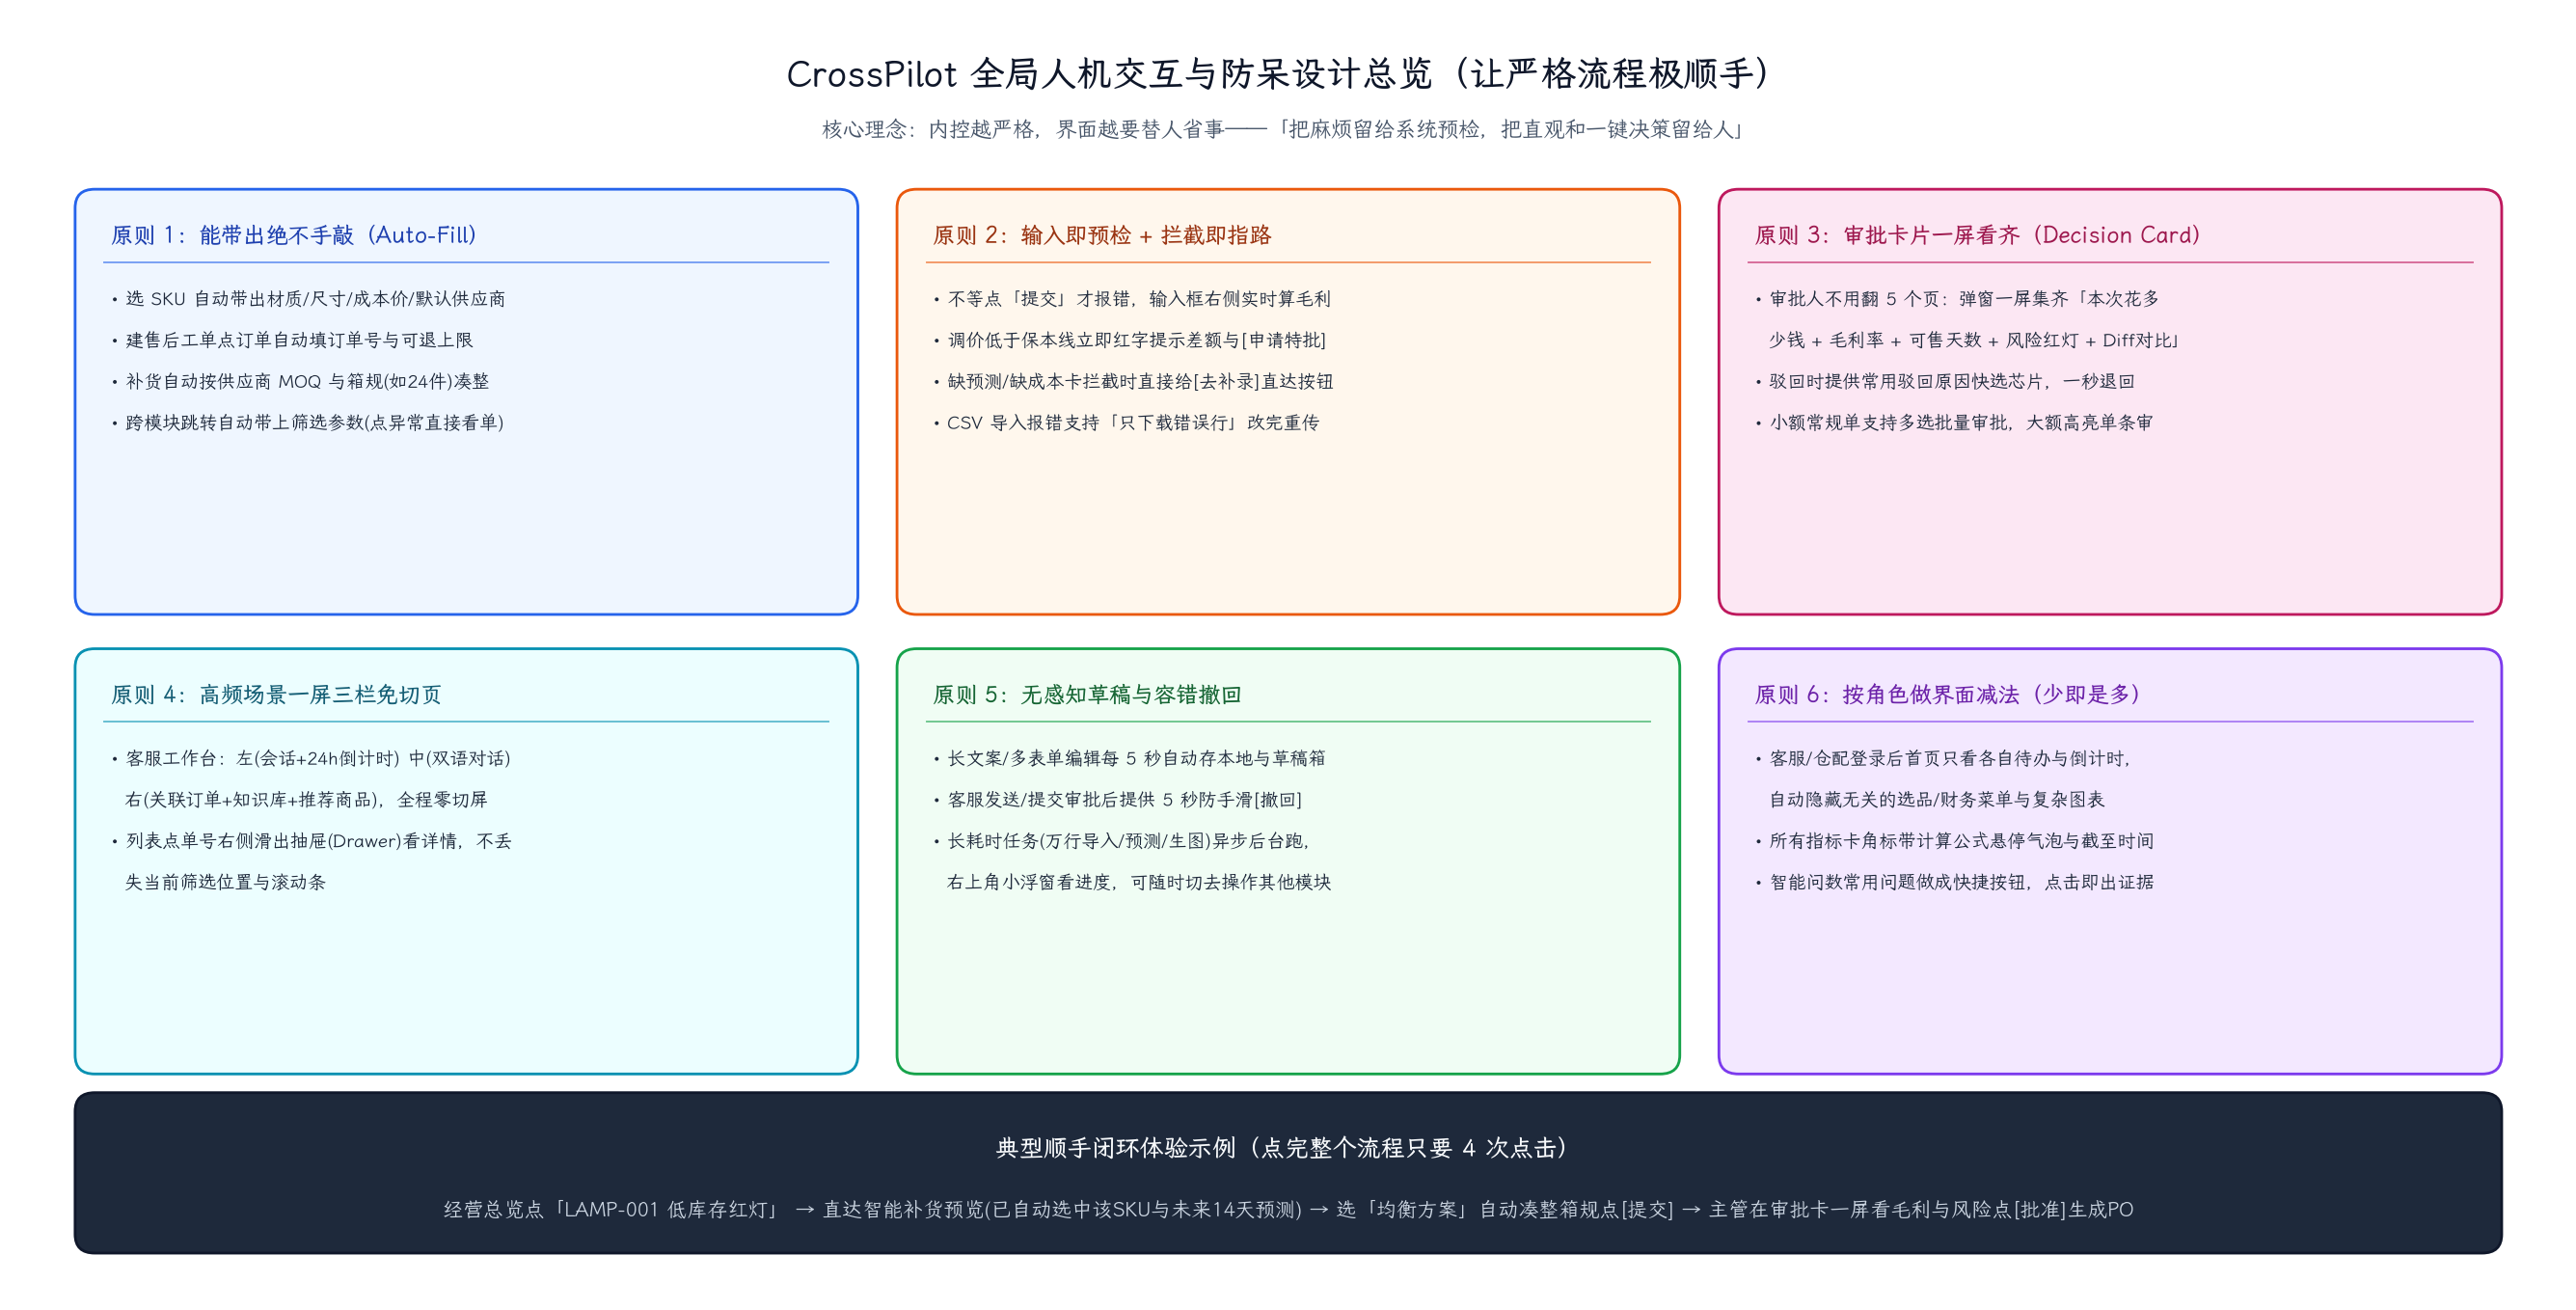 CrossPilot 全局人机交互与防呆设计总览（让严格流程极顺手）
核心理念：内控越严格，界面越要替人省事——「把麻烦留给系统预检，把直观和一键决策留给人」
原则 1：能带出绝不手敲（Auto-Fill）
• 选 SKU 自动带出材质/尺寸/成本价/默认供应商
• 建售后工单点订单自动填订单号与可退上限
• 补货自动按供应商 MOQ 与箱规(如24件)凑整
• 跨模块跳转自动带上筛选参数(点异常直接看单)
原则 2：输入即预检 + 拦截即指路
• 不等点「提交」才报错，输入框右侧实时算毛利
• 调价低于保本线立即红字提示差额与[申请特批]
• 缺预测/缺成本卡拦截时直接给[去补录]直达按钮
• CSV 导入报错支持「只下载错误行」改完重传
原则 3：审批卡片一屏看齐（Decision Card）
• 审批人不用翻 5 个页：弹窗一屏集齐「本次花多
少钱 + 毛利率 + 可售天数 + 风险红灯 + Diff对比」
• 驳回时提供常用驳回原因快选芯片，一秒退回
• 小额常规单支持多选批量审批，大额高亮单条审
原则 4：高频场景一屏三栏免切页
• 客服工作台：左(会话+24h倒计时) 中(双语对话)
右(关联订单+知识库+推荐商品)，全程零切屏
• 列表点单号右侧滑出抽屉(Drawer)看详情，不丢
失当前筛选位置与滚动条
原则 5：无感知草稿与容错撤回
• 长文案/多表单编辑每 5 秒自动存本地与草稿箱
• 客服发送/提交审批后提供 5 秒防手滑[撤回]
• 长耗时任务(万行导入/预测/生图)异步后台跑，
右上角小浮窗看进度，可随时切去操作其他模块
原则 6：按角色做界面减法（少即是多）
• 客服/仓配登录后首页只看各自待办与倒计时，
自动隐藏无关的选品/财务菜单与复杂图表
• 所有指标卡角标带计算公式悬停气泡与截至时间
• 智能问数常用问题做成快捷按钮，点击即出证据
典型顺手闭环体验示例（点完整个流程只要 4 次点击）
经营总览点「LAMP-001 低库存红灯」 → 直达智能补货预览(已自动选中该SKU与未来14天预测) → 选「均衡方案」自动凑整箱规点[提交] → 主管在审批卡一屏看毛利与风险点[批准]生成PO